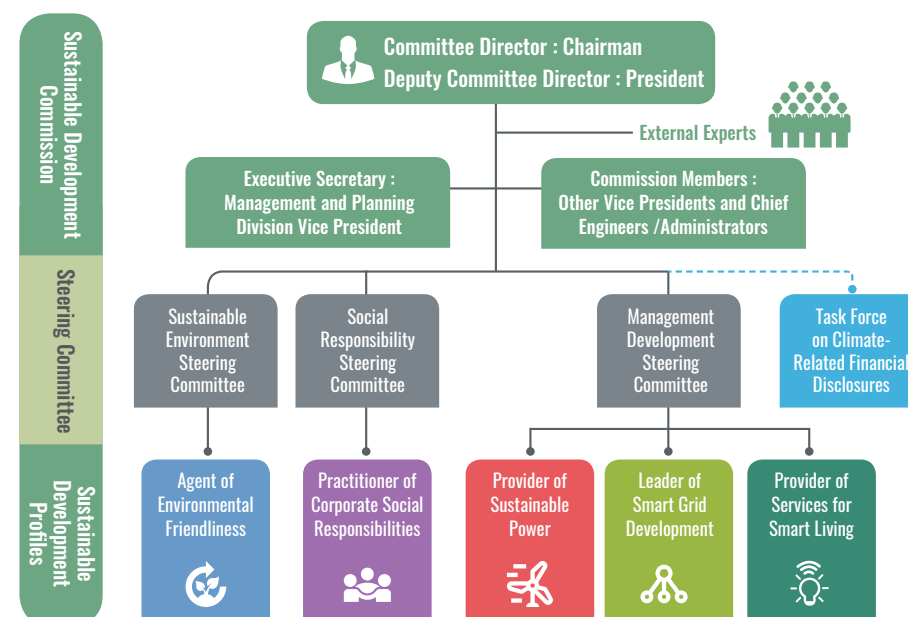 Sustainable Development
Commission
Committee Director : Chairman
Deputy Committee Director : President
External Experts
Executive Secretary :
Management and Planning
Division Vice President
Commission Members :
Other Vice Presidents and Chief
Engineers /Administrators
Steering Committee
Sustainable
Environment
Steering
Committee
Social
Responsibility
Steering
Committee
Management
Development
Steering
Committee
Task Force
on Climate-
Related Financial
Disclosures
Sustainable
Development
Profiles
Agent of
Environmental
Friendliness
Practitioner of
Corporate Social
Responsibilities
Provider of
Sustainable
Power
Leader of
Smart Grid
Development
Provider of
Services for
Smart Living